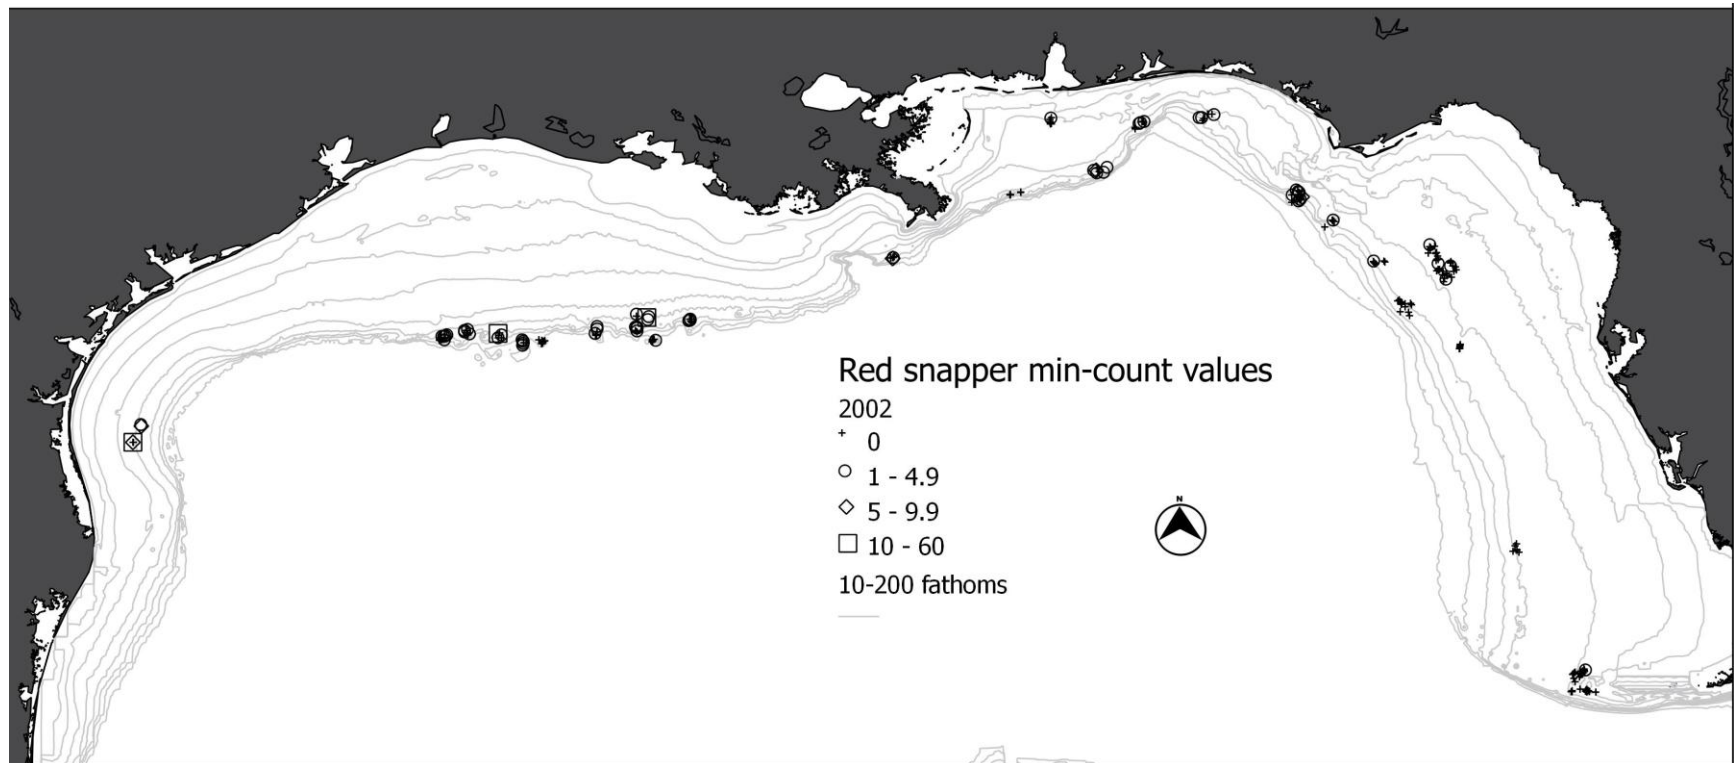 N
Red snapper min-count values
2002
+ 0
1 - 4.9
5 - 9.9
10 - 60
10-200 fathoms